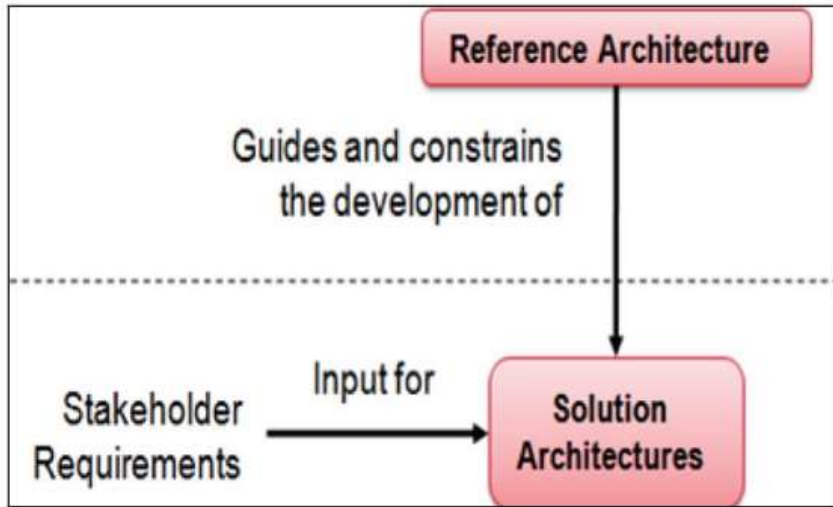 Reference Architecture
Guides and constrains
the development of
Input for
Stakeholder
Requirements
Solution
Architectures